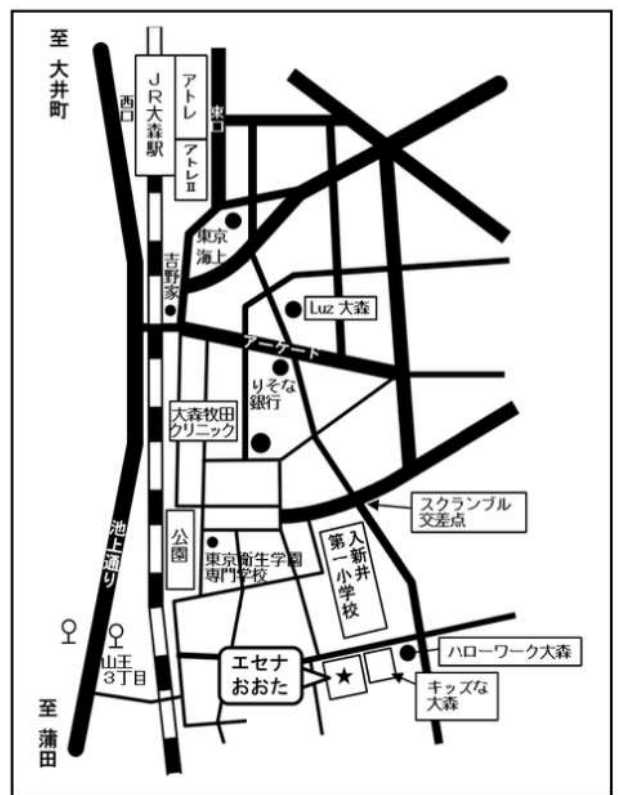 至 大井町
西口
JR大森駅
アトレ
アトレⅡ
東口
東京
海上
吉野家
Luz 大森
アーケード
りそな
銀行
大森牧田
クリニック
スクランブル
交差点
池上通り
公園
東京衛生学園
専門学校
入新井
第一小学校
山王
3丁目
エセナ
おおた
ハローワーク大森
キッズな
大森
至 蒲田